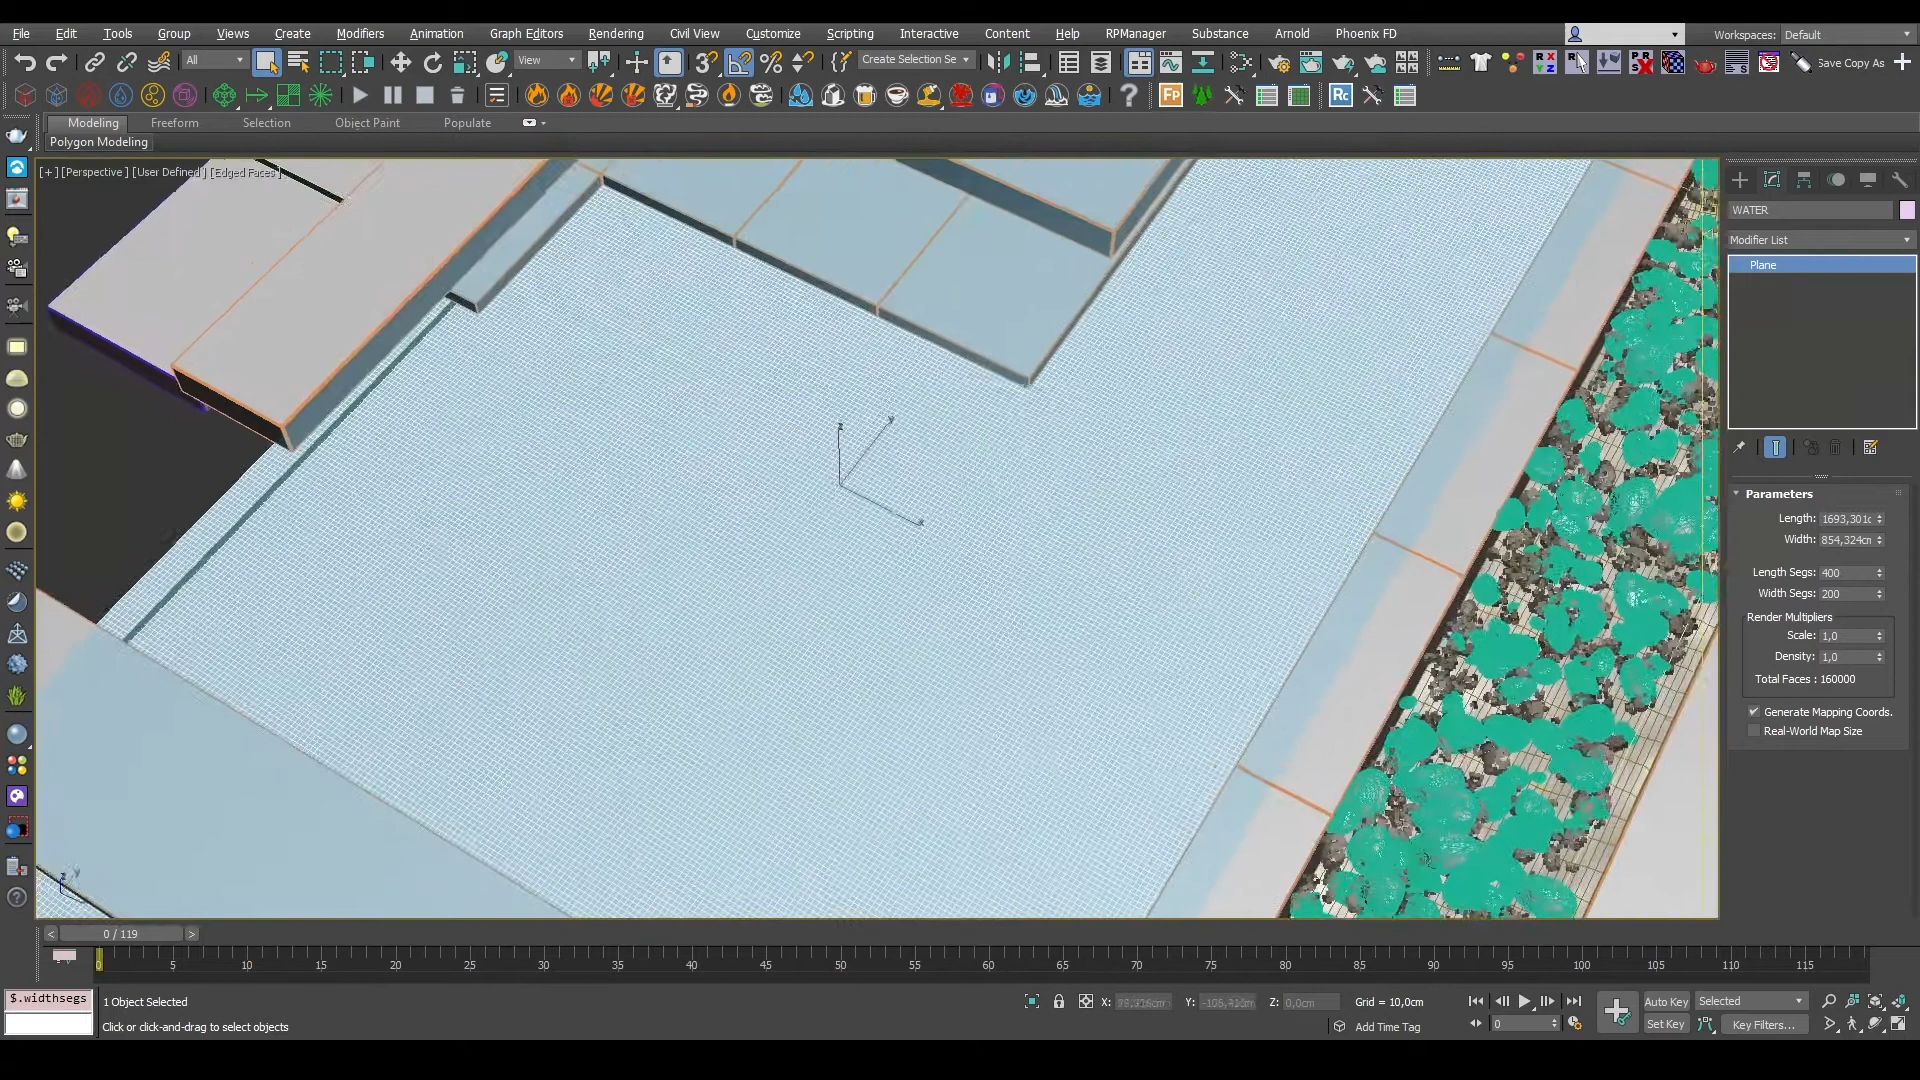 File Edit Tools Group Views Create Modifiers Animation Graph Editors Rendering Civil View Customize Scripting Interactive Content Help RPManager Substance Arnold Phoenix FD Workspaces: Default
All View Create Selection Se Save Copy As
Modeling Freeform Selection Object Paint Populate
Polygon Modeling
[+] [Perspective] [User Defined] [Edged Faces]
WATER
Modifier List
Plane
Parameters
Length: 1693,301c
Width: 854,324cm
Length Segs: 400
Width Segs: 200
Render Multipliers
Scale: 1,0
Density: 1,0
Total Faces : 160000
Generate Mapping Coords.
Real-World Map Size
z y x
z y
< 0 / 119 >
0 5 10 15 20 25 30 35 40 45 50 55 60 65 70 75 80 85 90 95 100 105 110 115
$.widthsegs 1 Object Selected X: Y: Z: 0,0cm Grid = 10,0cm Auto Key Selected
Click or click-and-drag to select objects Add Time Tag 0 Set Key Key Filters...